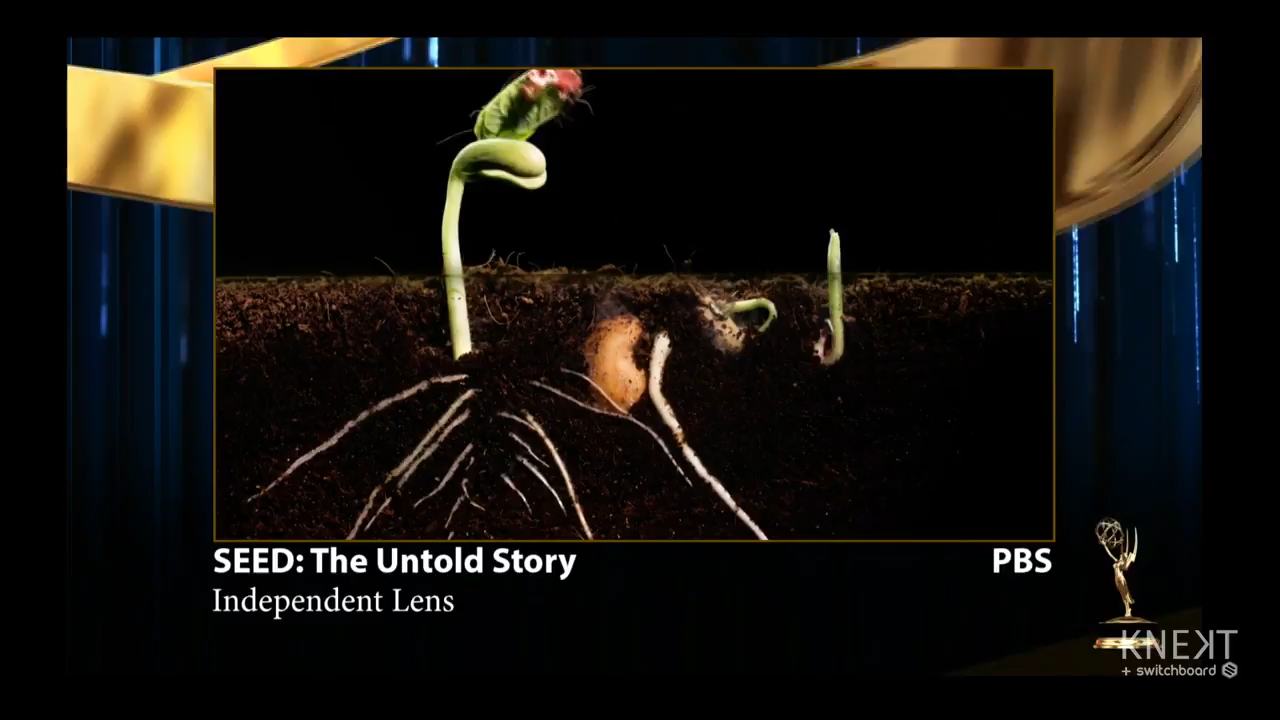 SEED: The Untold Story
PBS
Independent Lens
KNEKT
+ switchboard